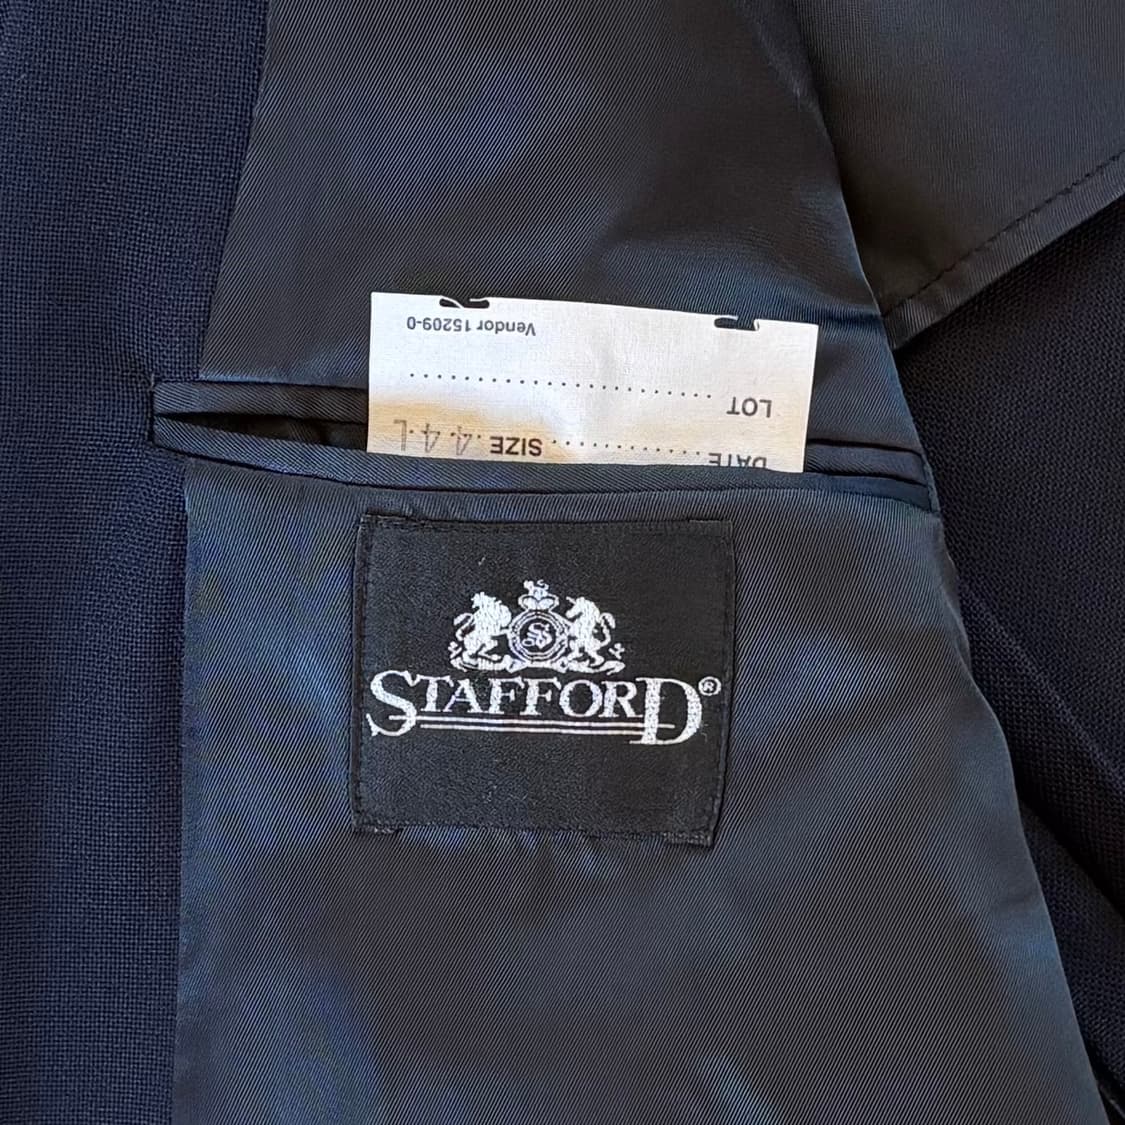 DATE .............. SIZE 44L
LOT ........................
Vendor 15209-0
S
STAFFORD®